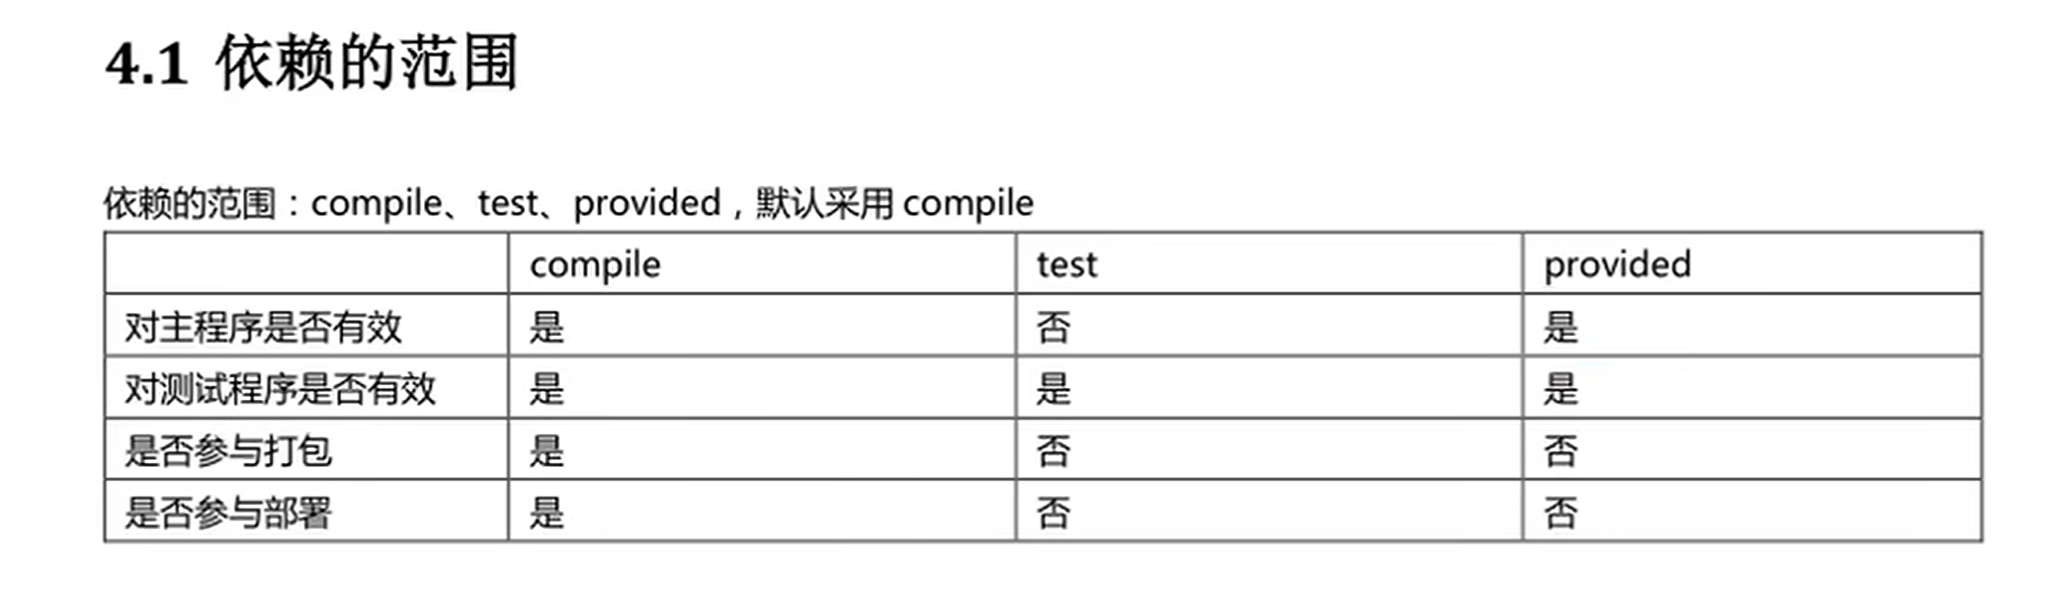 4.1 依赖的范围
依赖的范围：compile、test、provided，默认采用 compile
compile test provided
对主程序是否有效 是 否 是
对测试程序是否有效 是 是 是
是否参与打包 是 否 否
是否参与部署 是 否 否